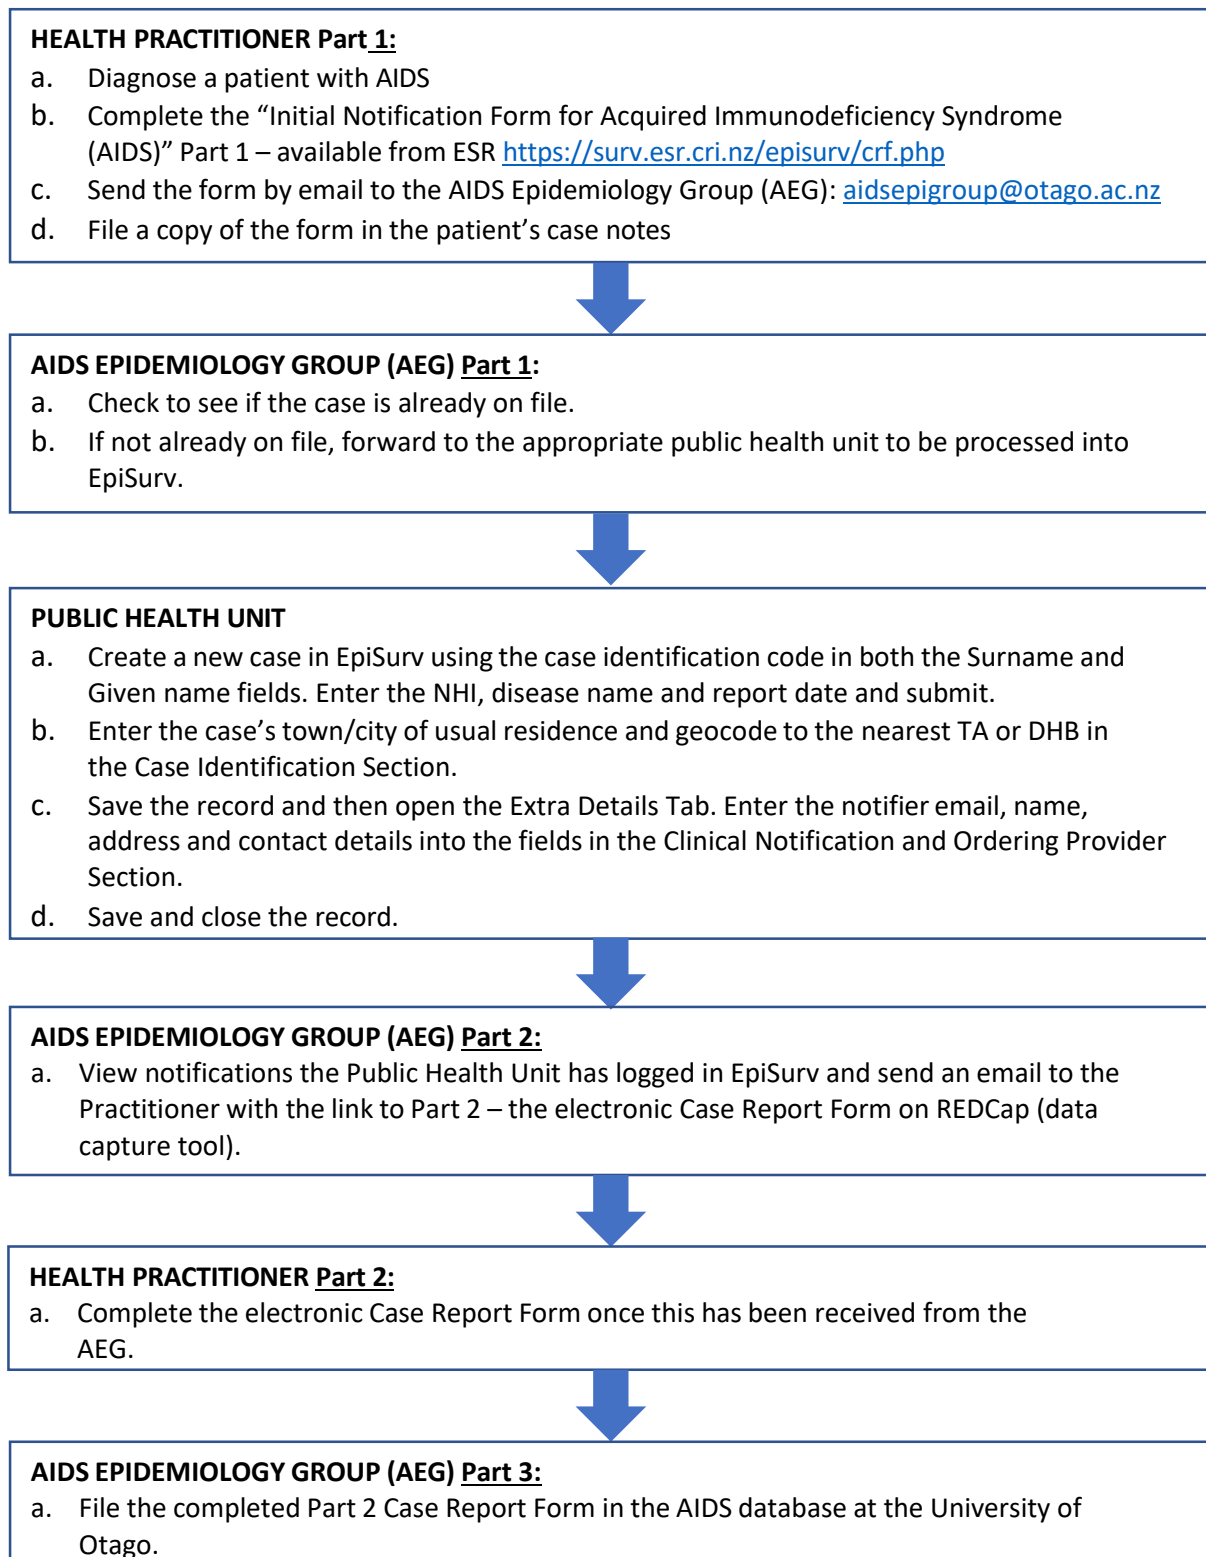 HEALTH PRACTITIONER Part 1:
a. Diagnose a patient with AIDS
b. Complete the “Initial Notification Form for Acquired Immunodeficiency Syndrome
(AIDS)” Part 1 – available from ESR https://surv.esr.cri.nz/episurv/crf.php
c. Send the form by email to the AIDS Epidemiology Group (AEG): aidsepigroup@otago.ac.nz
d. File a copy of the form in the patient’s case notes
AIDS EPIDEMIOLOGY GROUP (AEG) Part 1:
a. Check to see if the case is already on file.
b. If not already on file, forward to the appropriate public health unit to be processed into
EpiSurv.
PUBLIC HEALTH UNIT
a. Create a new case in EpiSurv using the case identification code in both the Surname and
Given name fields. Enter the NHI, disease name and report date and submit.
b. Enter the case’s town/city of usual residence and geocode to the nearest TA or DHB in
the Case Identification Section.
c. Save the record and then open the Extra Details Tab. Enter the notifier email, name,
address and contact details into the fields in the Clinical Notification and Ordering Provider
Section.
d. Save and close the record.
AIDS EPIDEMIOLOGY GROUP (AEG) Part 2:
a. View notifications the Public Health Unit has logged in EpiSurv and send an email to the
Practitioner with the link to Part 2 – the electronic Case Report Form on REDCap (data
capture tool).
HEALTH PRACTITIONER Part 2:
a. Complete the electronic Case Report Form once this has been received from the
AEG.
AIDS EPIDEMIOLOGY GROUP (AEG) Part 3:
a. File the completed Part 2 Case Report Form in the AIDS database at the University of
Otago.